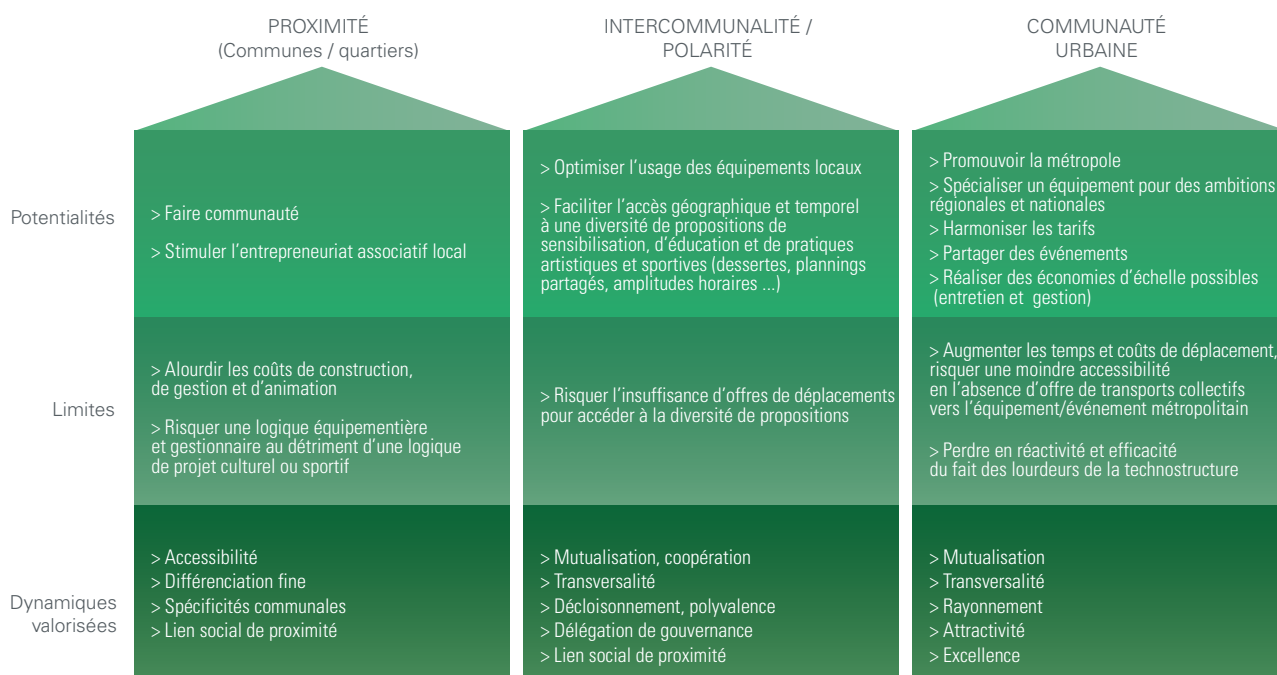 PROXIMITÉ
(Communes / quartiers)
INTERCOMMUNALITÉ /
POLARITÉ
COMMUNAUTÉ
URBAINE
Potentialités
> Faire communauté
> Stimuler l'entrepreneuriat associatif local
> Optimiser l'usage des équipements locaux
> Faciliter l'accès géographique et temporel
à une diversité de propositions de
sensibilisation, d'éducation et de pratiques
artistiques et sportives (dessertes, plannings
partagés, amplitudes horaires ...)
> Promouvoir la métropole
> Spécialiser un équipement pour des ambitions
régionales et nationales
> Harmoniser les tarifs
> Partager des événements
> Réaliser des économies d'échelle possibles
(entretien et gestion)
Limites
> Alourdir les coûts de construction,
de gestion et d'animation
> Risquer une logique équipementière
et gestionnaire au détriment d'une logique
de projet culturel ou sportif
> Risquer l'insuffisance d'offres de déplacements
pour accéder à la diversité de propositions
> Augmenter les temps et coûts de déplacement,
risquer une moindre accessibilité
en l'absence d'offre de transports collectifs
vers l'équipement/événement métropolitain
> Perdre en réactivité et efficacité
du fait des lourdeurs de la technostructure
Dynamiques
valorisées
> Accessibilité
> Différenciation fine
> Spécificités communales
> Lien social de proximité
> Mutualisation, coopération
> Transversalité
> Décloisonnement, polyvalence
> Délégation de gouvernance
> Lien social de proximité
> Mutualisation
> Transversalité
> Rayonnement
> Attractivité
> Excellence